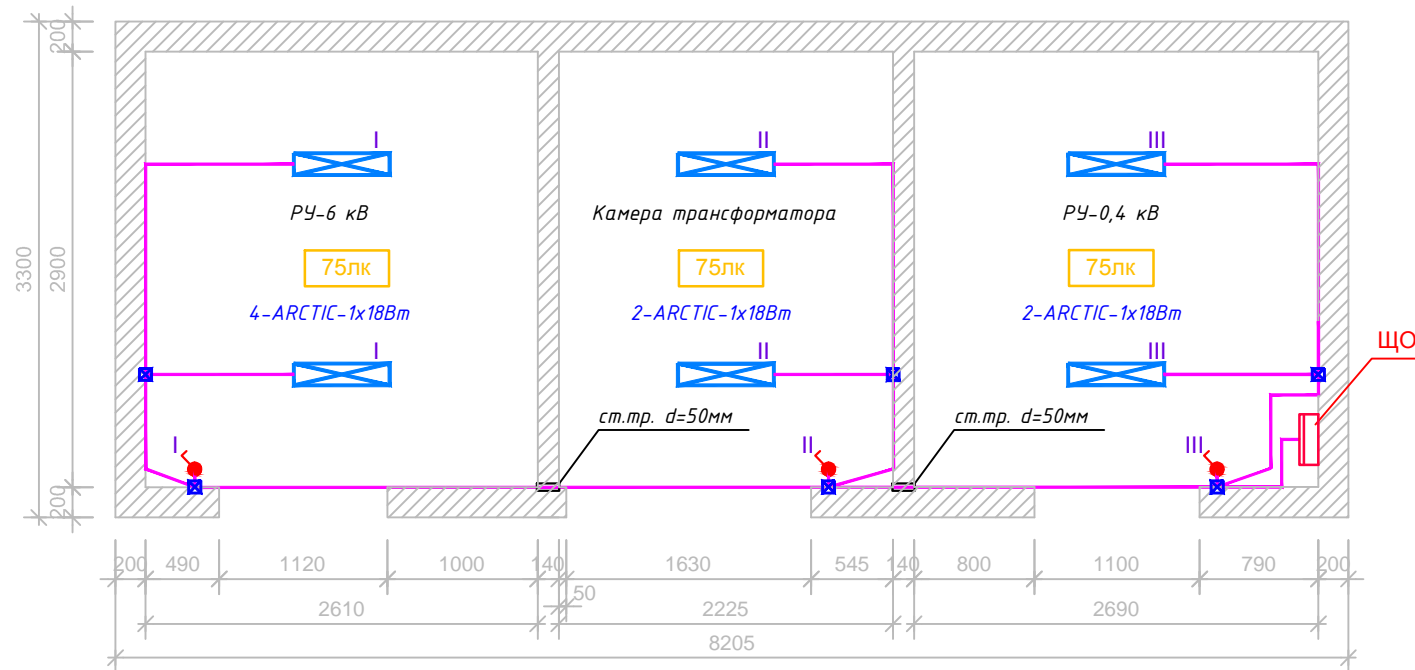 I
II
III
РУ-6 кВ
Камера трансформатора
РУ-0,4 кВ
75лк
75лк
75лк
4-ARCTIC-1x18Вт
2-ARCTIC-1x18Вт
2-ARCTIC-1x18Вт
ЩО
I
II
III
ст.тр. d=50мм
ст.тр. d=50мм
I
II
III
200
2900
3300
200
200
490
1120
1000
140
1630
545
140
800
1100
790
200
50
2610
2225
2690
8205